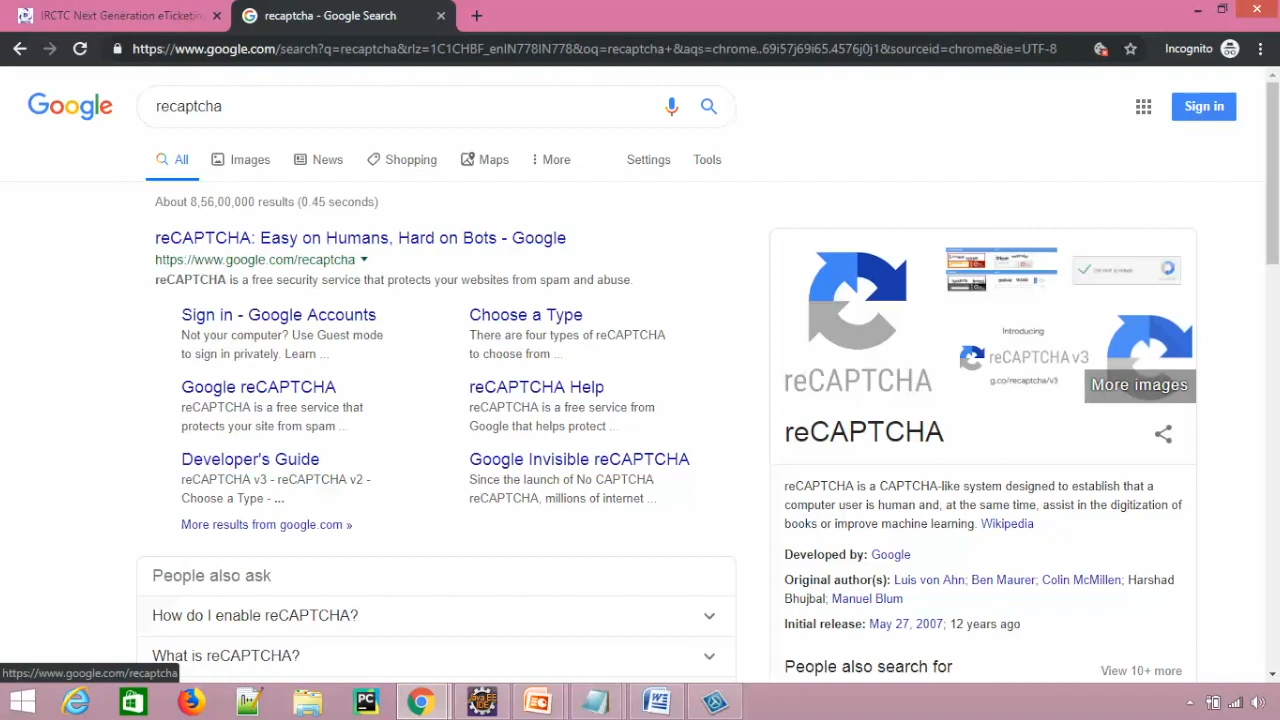 IRCTC Next Generation eTicketing
recaptcha - Google Search
https://www.google.com/search?q=recaptcha&rlz=1C1CHBF_enIN778IN778&oq=recaptcha+&aqs=chrome..69i57j69i65.4576j0j1&sourceid=chrome&ie=UTF-8
Incognito
Google
recaptcha
Sign in
All
Images
News
Shopping
Maps
More
Settings
Tools
About 8,56,00,000 results (0.45 seconds)
reCAPTCHA: Easy on Humans, Hard on Bots - Google
https://www.google.com/recaptcha
reCAPTCHA is a free service that protects your websites from spam and abuse.
Sign in - Google Accounts
Not your computer? Use Guest mode
to sign in privately. Learn ...
Choose a Type
There are four types of reCAPTCHA
to choose from ...
Google reCAPTCHA
reCAPTCHA is a free service that
protects your site from spam ...
reCAPTCHA Help
reCAPTCHA is a free service from
Google that helps protect ...
Developer's Guide
reCAPTCHA v3 - reCAPTCHA v2 -
Choose a Type - ...
Google Invisible reCAPTCHA
Since the launch of No CAPTCHA
reCAPTCHA, millions of internet ...
More results from google.com »
People also ask
How do I enable reCAPTCHA?
What is reCAPTCHA?
reCAPTCHA
Introducing
reCAPTCHA v3
g.co/recaptcha/v3
More images
reCAPTCHA
reCAPTCHA is a CAPTCHA-like system designed to establish that a
computer user is human and, at the same time, assist in the digitization of
books or improve machine learning. Wikipedia
Developed by: Google
Original author(s): Luis von Ahn; Ben Maurer; Colin McMillen; Harshad
Bhujbal; Manuel Blum
Initial release: May 27, 2007; 12 years ago
People also search for
View 10+ more
https://www.google.com/recaptcha
PC
Java EE
IDE